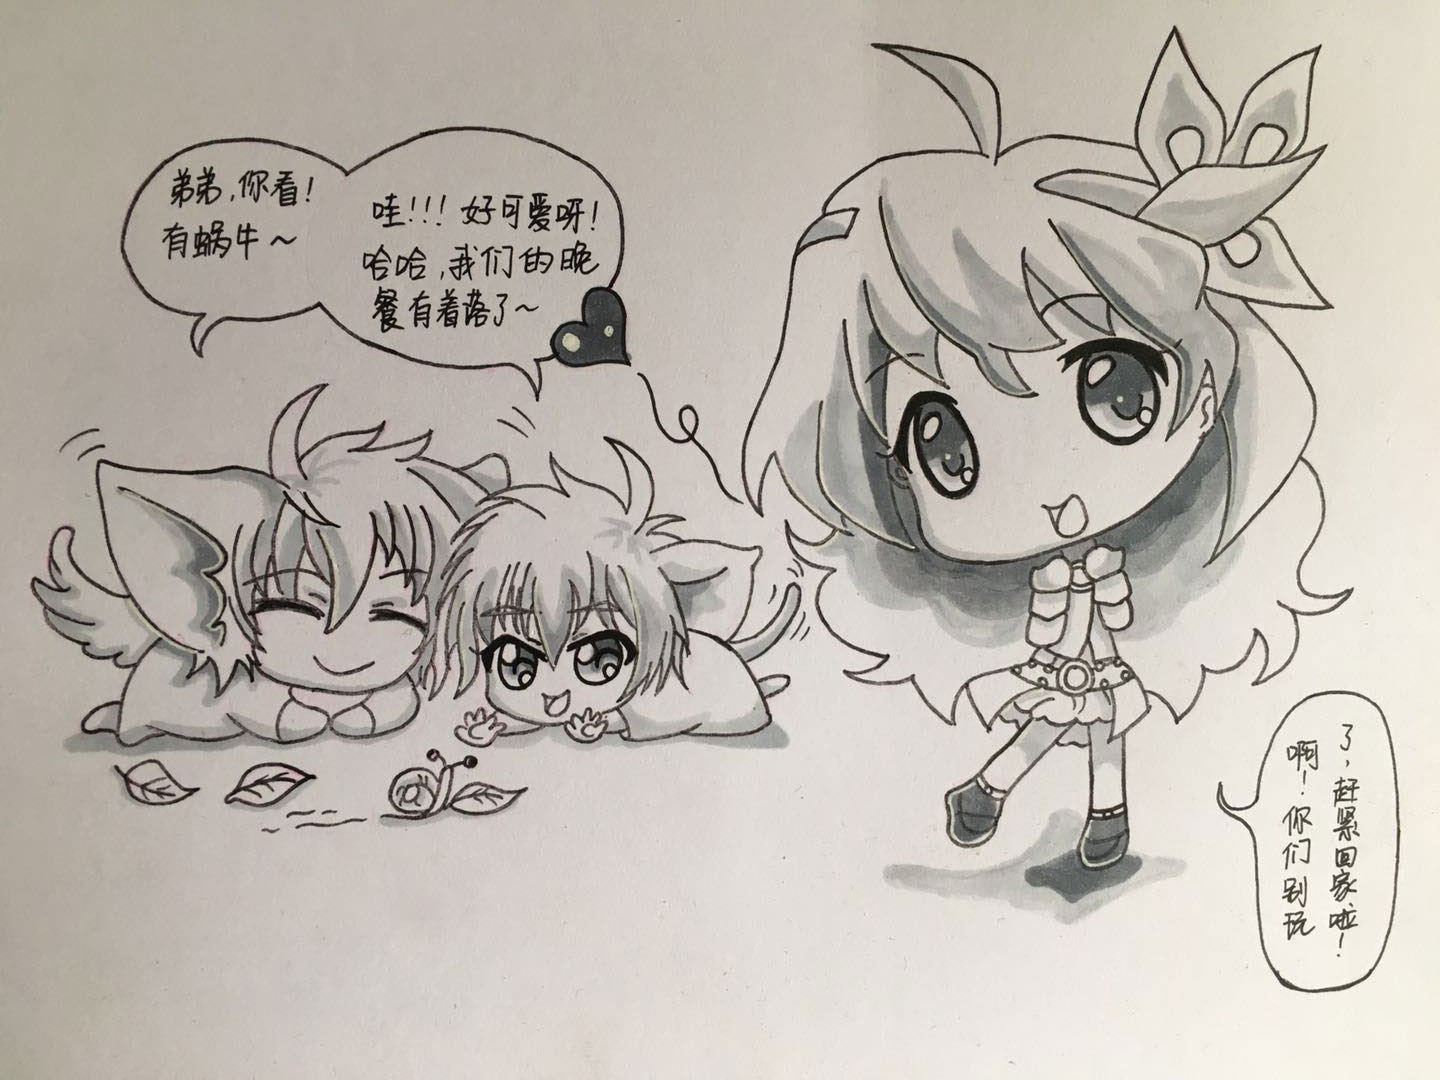 弟弟，你看！
有蜗牛～
哇！！！好可爱呀！
哈哈，我们的晚
餐有着落了～
啊！你们别玩
了，赶紧回家啦！